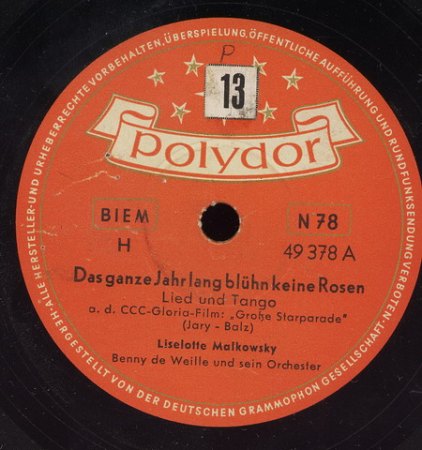 P
13
polydor
BIEM
H
N 78
49 378 A
Das ganze Jahr lang blühn keine Rosen
Lied und Tango
a. d. CCC-Gloria-Film: „Große Starparade"
(Jary - Balz)
Liselotte Malkowsky
Benny de Weille und sein Orchester
·ALLE HERSTELLER- UND URHEBERRECHTE VORBEHALTEN, ÜBERSPIELUNG, ÖFFENTLICHE AUFFÜHRUNG UND RUNDFUNKSENDUNG VERBOTEN·
HERGESTELLT VON DER DEUTSCHEN GRAMMOPHON GESELLSCHAFT